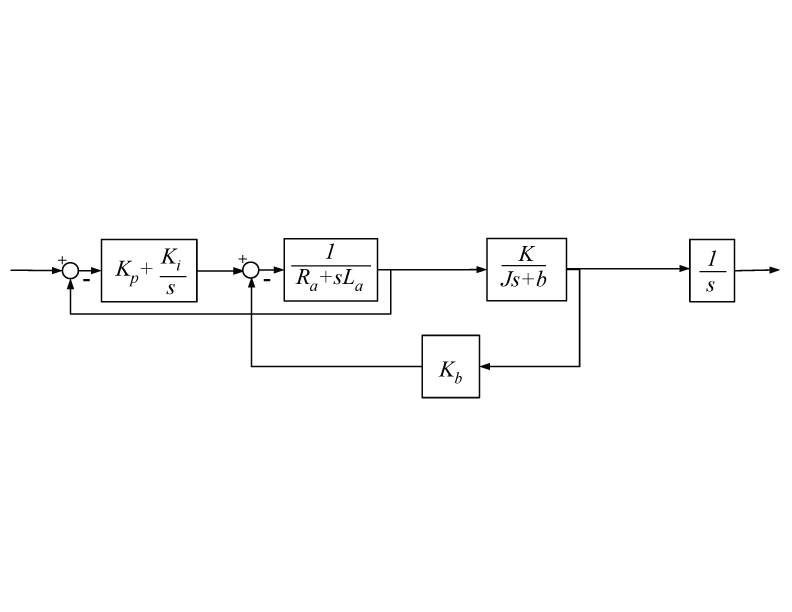 +
-
K_p + K_i / s
+
-
1 / R_a+sL_a
K / Js+b
1 / s
K_b